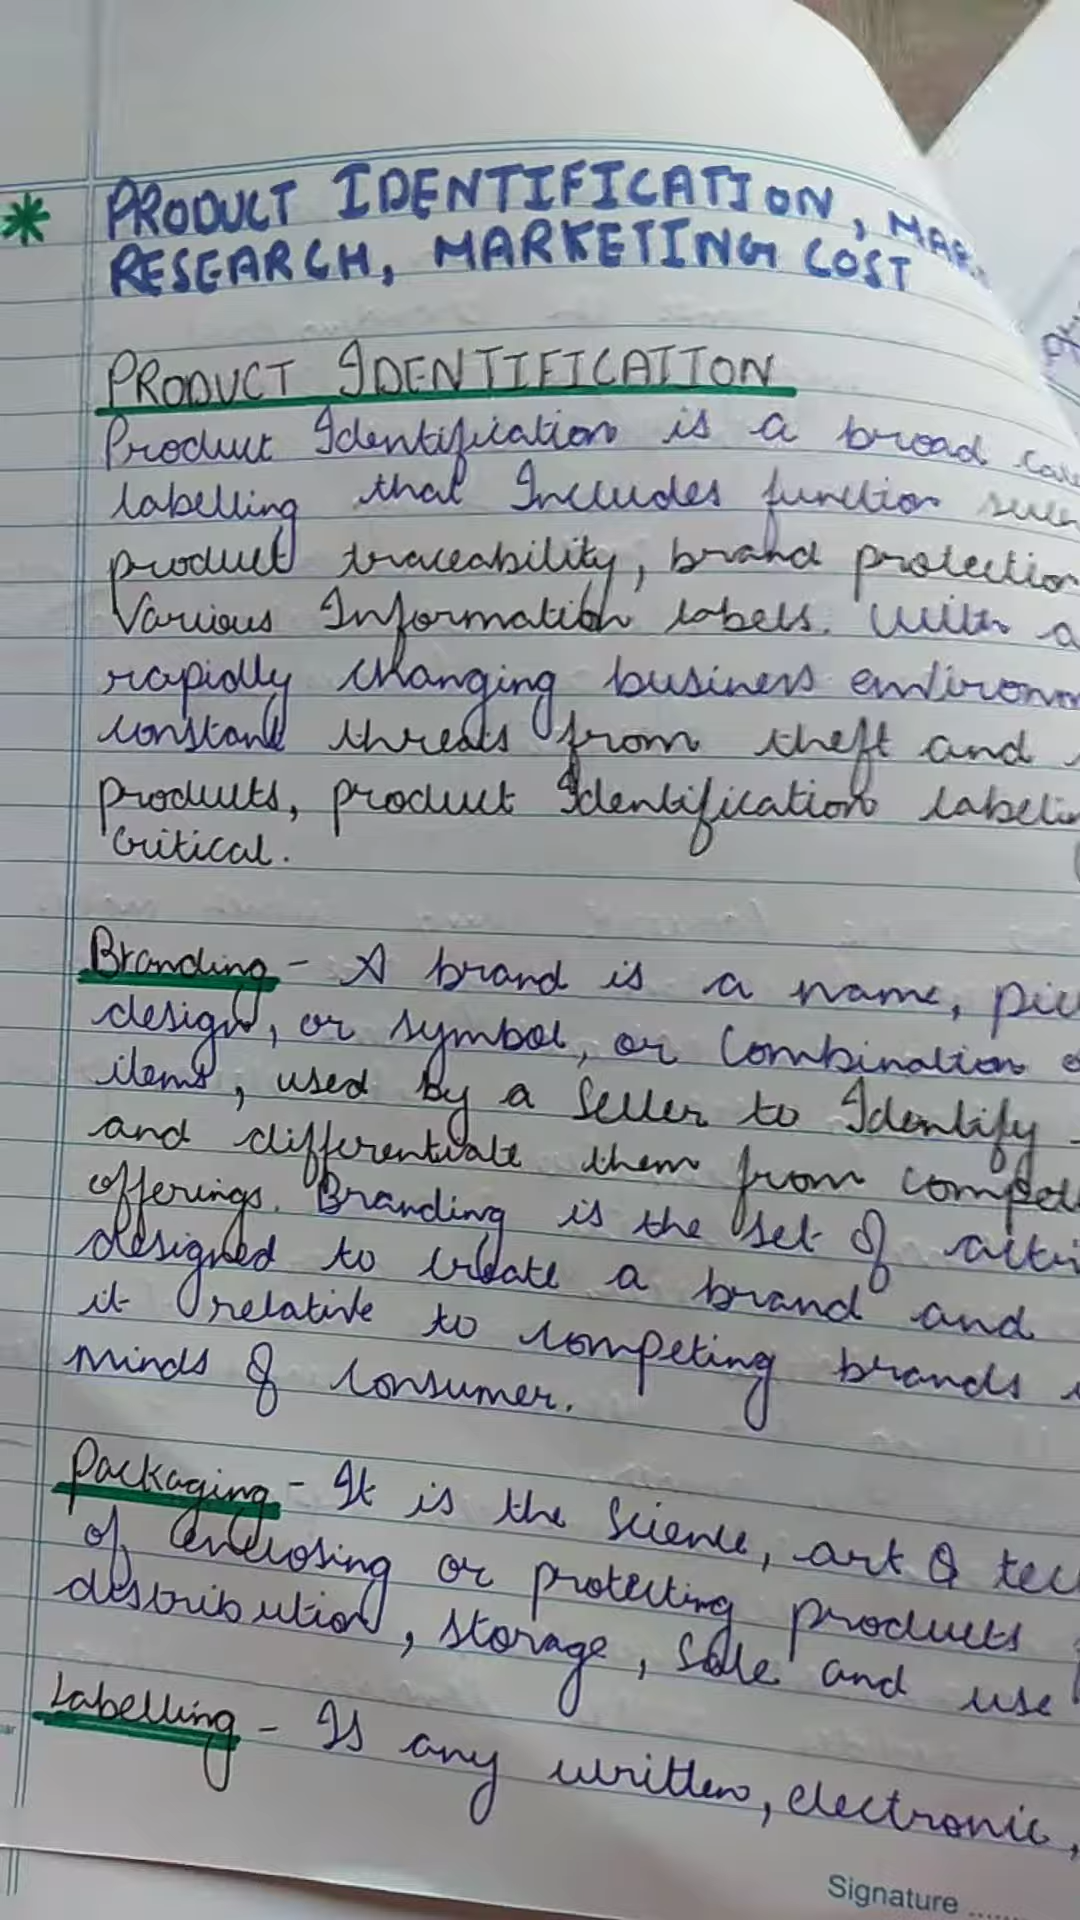 * PRODUCT IDENTIFICATION, MAR
RESEARCH, MARKETING COST
PRODUCT IDENTIFICATION
Product Identification is a broad
labelling that Includes function
product traceability, brand protection
Various Information labels. With a
rapidly changing business environ
constant threats from theft and
products, product Identification
critical.
Branding - A brand is a name,
design, or symbol, or Combination
items, used by a Seller to Identify
and differentiate them from
offerings. Branding is the set of
designed to create a brand and
it relative to competing brands
minds of consumer.
Packaging - It is the Science, art &
of enclosing or protecting products
distribution, storage, Sale and use
Labelling - Is any written, electronic,
Signature ......